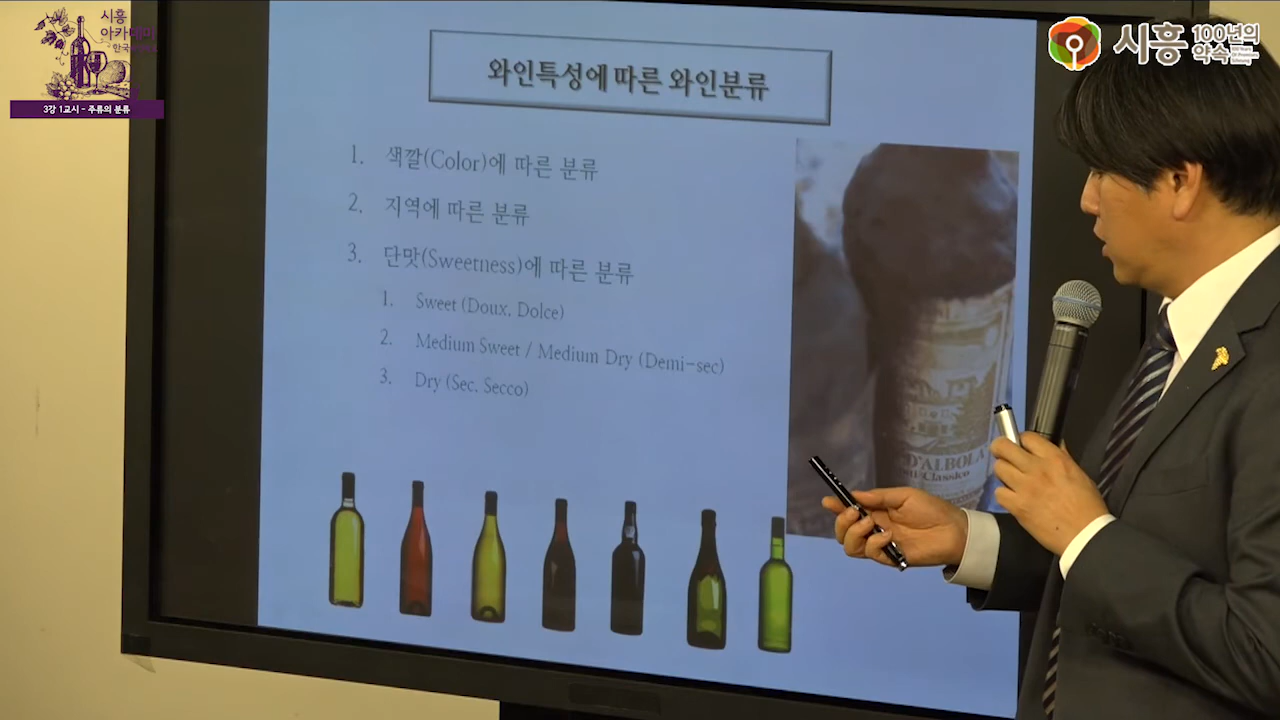 시흥
아카데미
3강 1교시 - 주류의 분류
시흥 100년의 약속
와인특성에 따른 와인분류
1. 색깔(Color)에 따른 분류
2. 지역에 따른 분류
3. 단맛(Sweetness)에 따른 분류
1. Sweet (Doux, Dolce)
2. Medium Sweet / Medium Dry (Demi-sec)
3. Dry (Sec, Secco)
D'ALBOLA
Classico